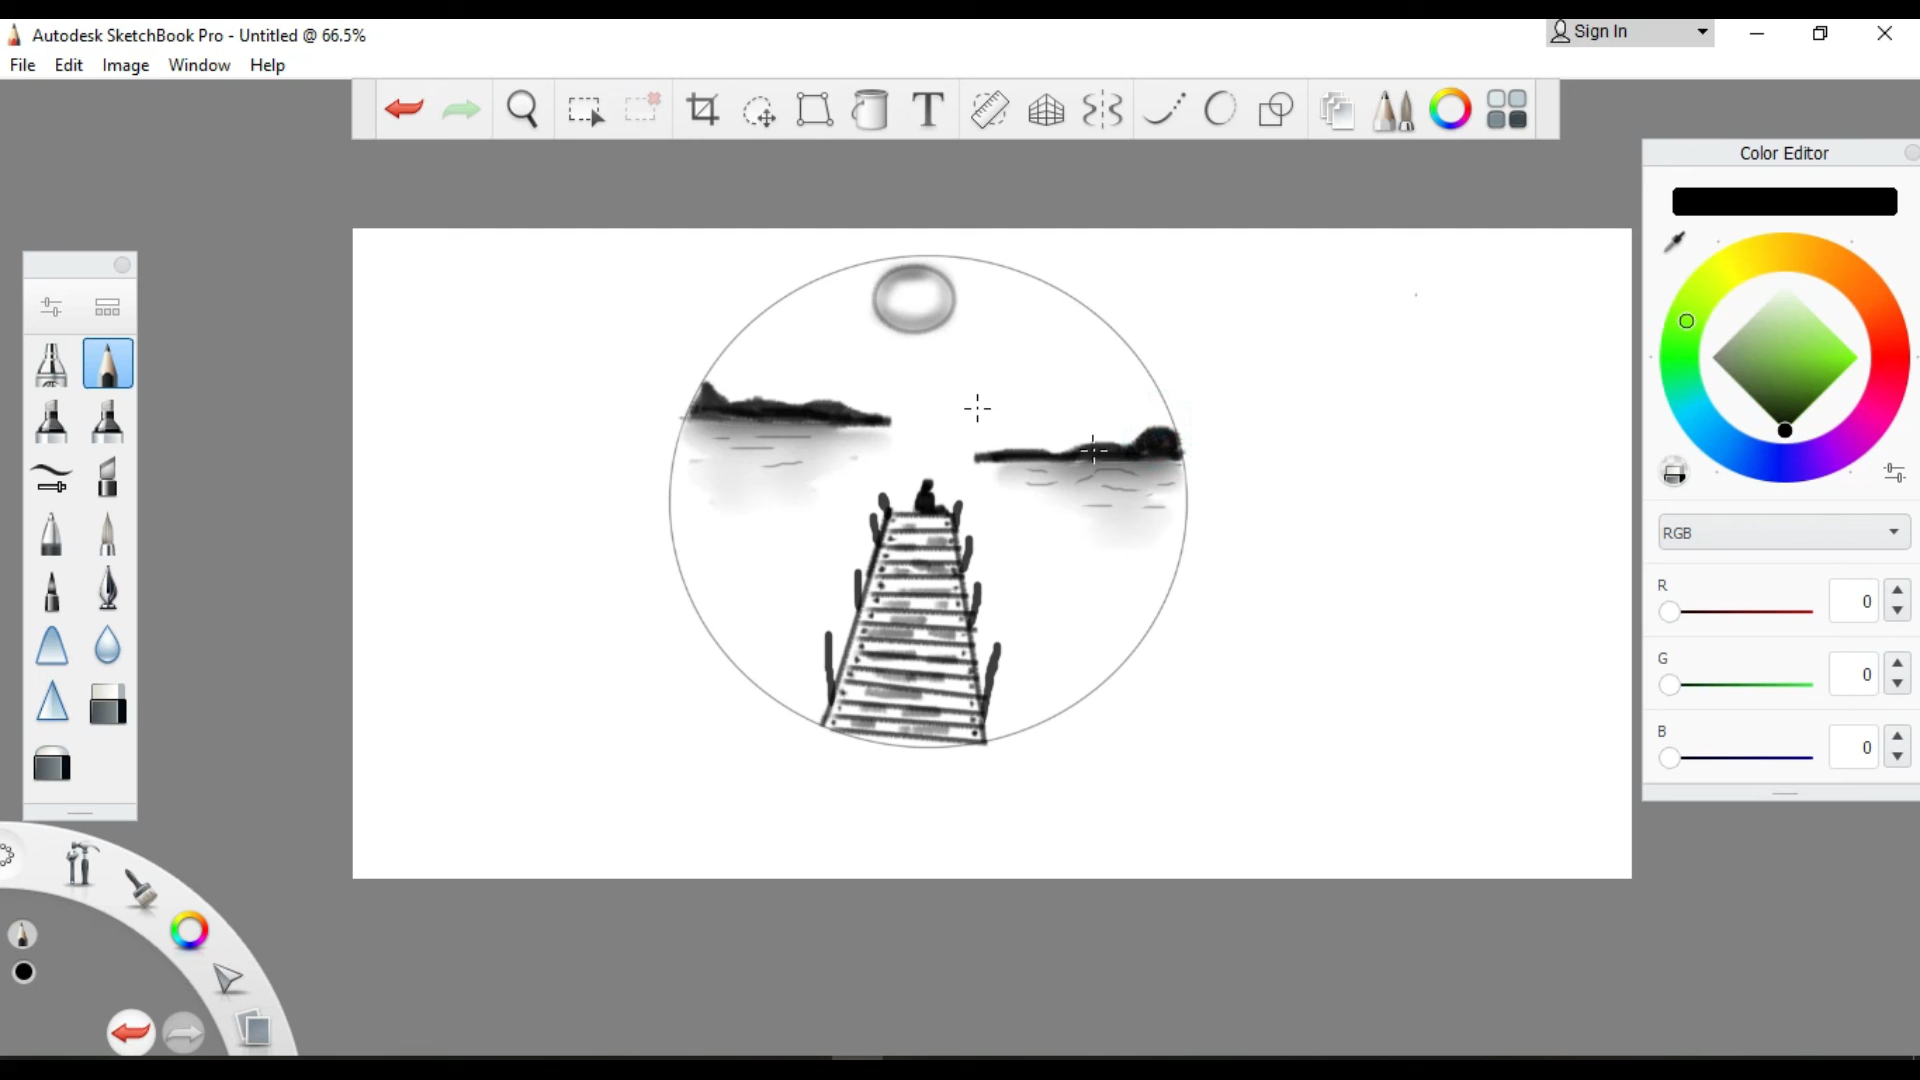 Autodesk SketchBook Pro - Untitled @ 66.5%
Sign In
File Edit Image Window Help
T
Color Editor
RGB
R
0
G
0
B
0